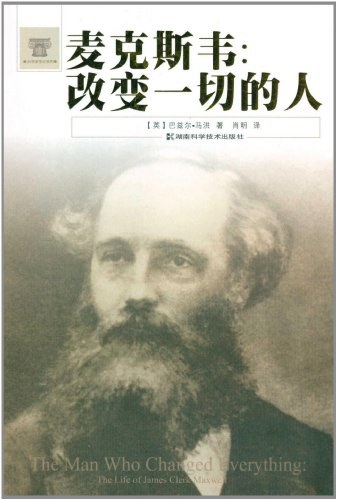 麦克斯韦:
改变一切的人
【英】巴兹尔·马洪 著 肖明 译
湖南科学技术出版社
The Man Who Changed Everything:
The Life of James Clerk Maxwell